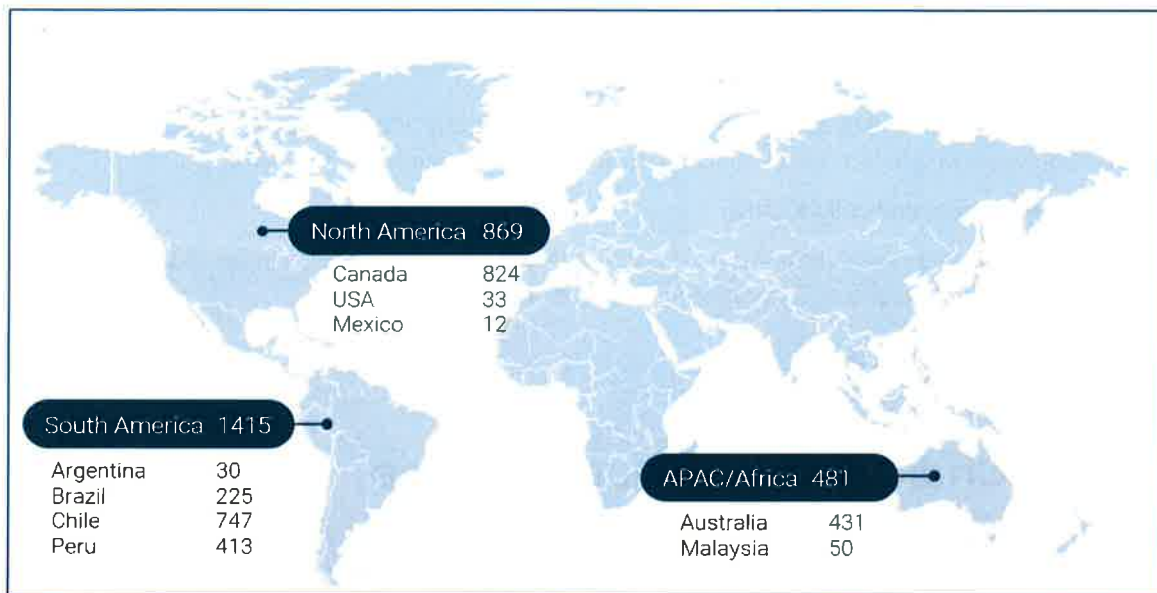 North America 869
Canada 824
USA 33
Mexico 12
South America 1415
Argentina 30
Brazil 225
Chile 747
Peru 413
APAC/Africa 481
Australia 431
Malaysia 50